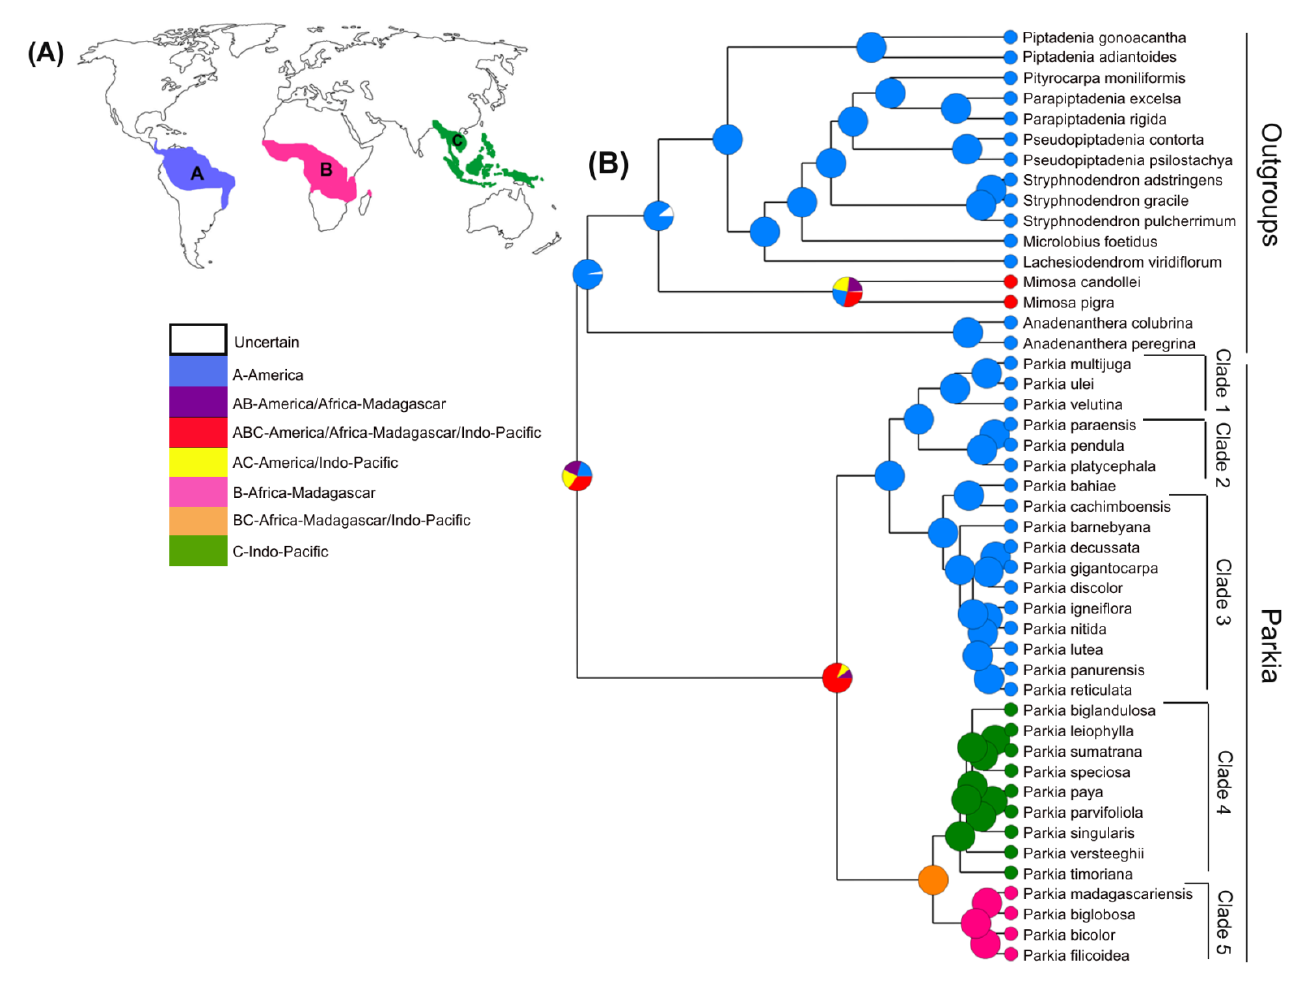 (A)
A
B
C
Uncertain
A-America
AB-America/Africa-Madagascar
ABC-America/Africa-Madagascar/Indo-Pacific
AC-America/Indo-Pacific
B-Africa-Madagascar
BC-Africa-Madagascar/Indo-Pacific
C-Indo-Pacific
(B)
Piptadenia gonoacantha
Piptadenia adiantoides
Pityrocarpa moniliformis
Parapiptadenia excelsa
Parapiptadenia rigida
Pseudopiptadenia contorta
Pseudopiptadenia psilostachya
Stryphnodendron adstringens
Stryphnodendron gracile
Stryphnodendron pulcherrimum
Microlobius foetidus
Lachesiodendrom viridiflorum
Mimosa candollei
Mimosa pigra
Anadenanthera colubrina
Anadenanthera peregrina
Parkia multijuga
Parkia ulei
Parkia velutina
Parkia paraensis
Parkia pendula
Parkia platycephala
Parkia bahiae
Parkia cachimboensis
Parkia barnebyana
Parkia decussata
Parkia gigantocarpa
Parkia discolor
Parkia igneiflora
Parkia nitida
Parkia lutea
Parkia panurensis
Parkia reticulata
Parkia biglandulosa
Parkia leiophylla
Parkia sumatrana
Parkia speciosa
Parkia paya
Parkia parvifoliola
Parkia singularis
Parkia versteeghii
Parkia timoriana
Parkia madagascariensis
Parkia biglobosa
Parkia bicolor
Parkia filicoidea
Clade 1
Clade 2
Clade 3
Clade 4
Clade 5
Outgroups
Parkia